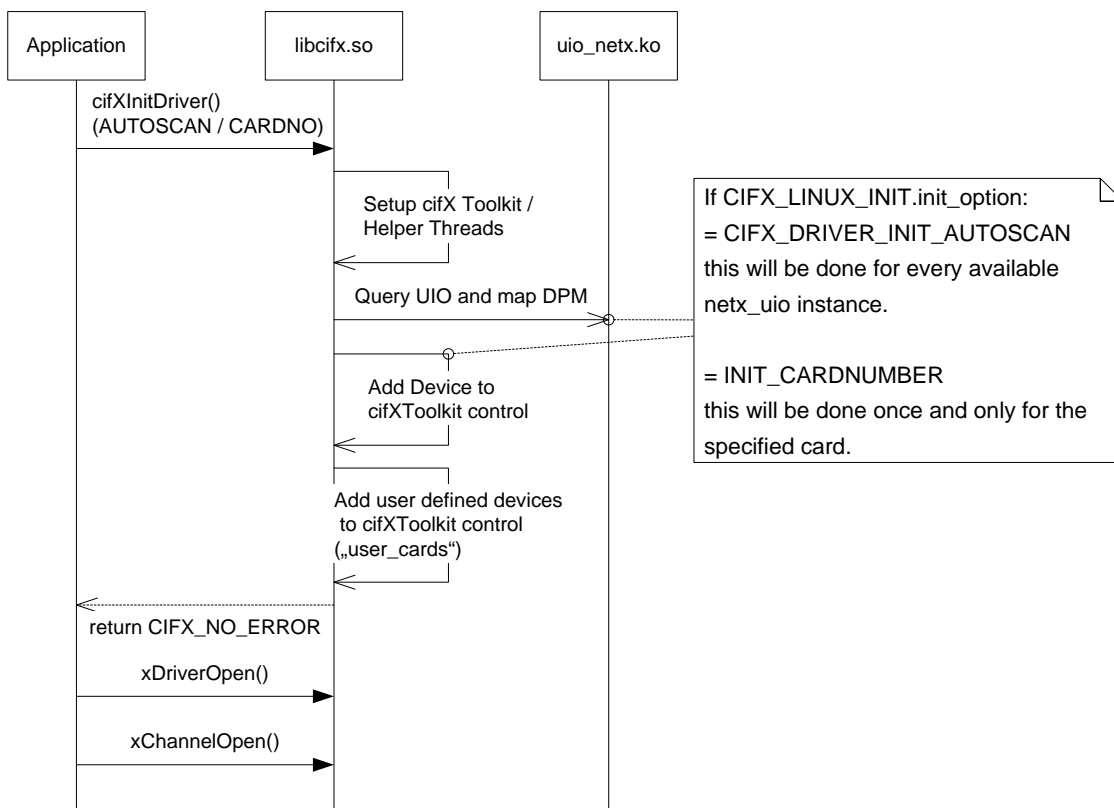 Application
libcifx.so
uio_netx.ko
cifXInitDriver()
(AUTOSCAN / CARDNO)
Setup cifX Toolkit /
Helper Threads
If CIFX_LINUX_INIT.init_option:
= CIFX_DRIVER_INIT_AUTOSCAN
this will be done for every available
netx_uio instance.
= INIT_CARDNUMBER
this will be done once and only for the
specified card.
Query UIO and map DPM
Add Device to
cifXToolkit control
Add user defined devices
to cifXToolkit control
(„user_cards“)
return CIFX_NO_ERROR
xDriverOpen()
xChannelOpen()